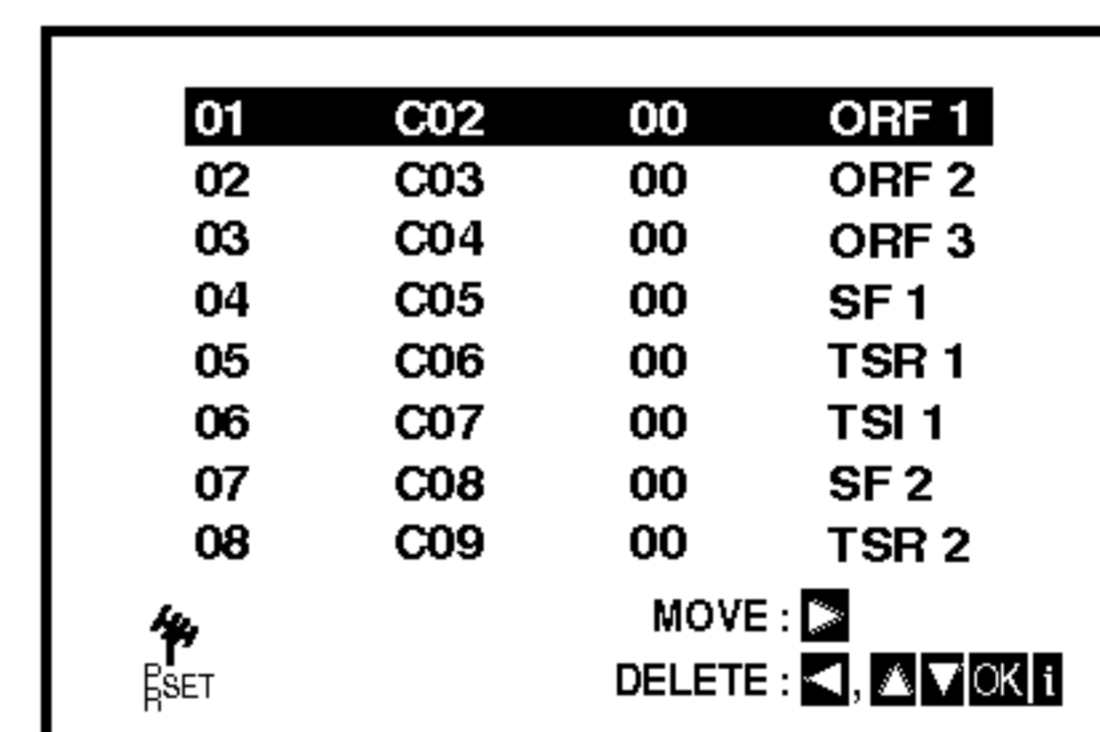 01 C02 00 ORF 1
02 C03 00 ORF 2
03 C04 00 ORF 3
04 C05 00 SF 1
05 C06 00 TSR 1
06 C07 00 TSI 1
07 C08 00 SF 2
08 C09 00 TSR 2
MOVE : ▷
DELETE : ◁, △ ▽ OK i
PR SET